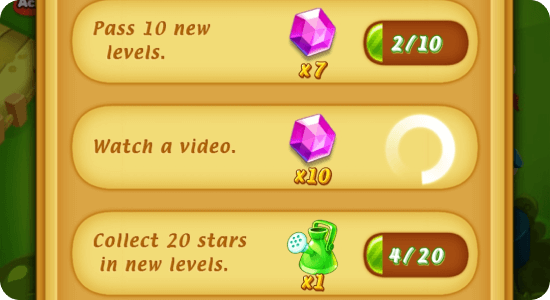 Pass 10 new
levels.
x7
2/10
Watch a video.
x10
Collect 20 stars
in new levels.
x1
4/20